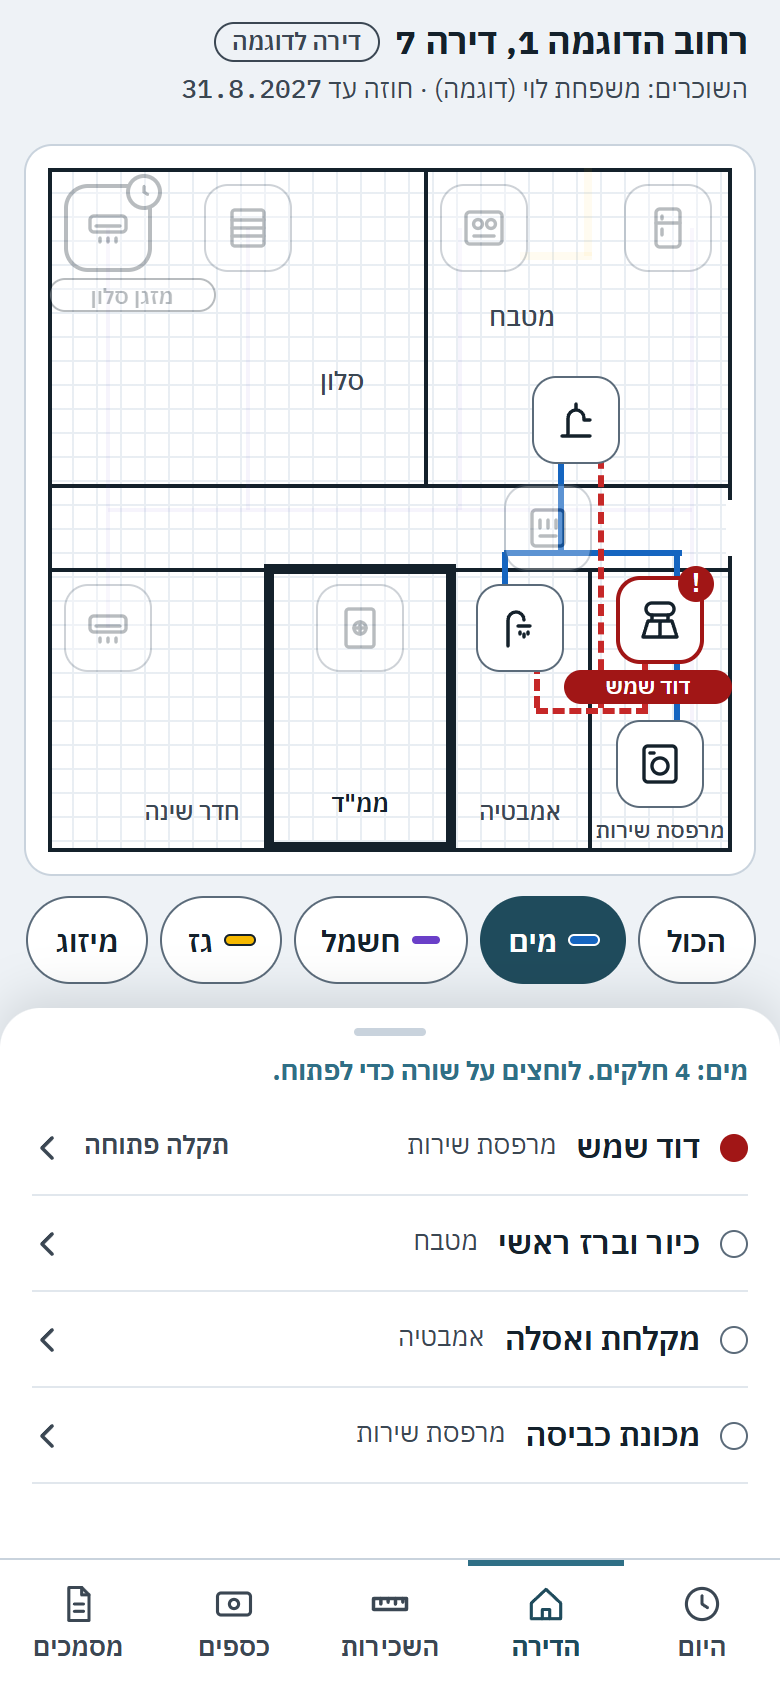 רחוב הדוגמה 1, דירה 7 דירה לדוגמה
השוכרים: משפחת לוי (דוגמה) · חוזה עד 31.8.2027
מזגן סלון
מטבח
סלון
!
דוד שמש
ממ"ד
אמבטיה
חדר שינה
מרפסת שירות
הכול
מים
חשמל
גז
מיזוג
מים: 4 חלקים. לוחצים על שורה כדי לפתוח.
דוד שמש מרפסת שירות תקלה פתוחה
כיור וברז ראשי מטבח
מקלחת ואסלה אמבטיה
מכונת כביסה מרפסת שירות
היום
הדירה
השכירות
כספים
מסמכים